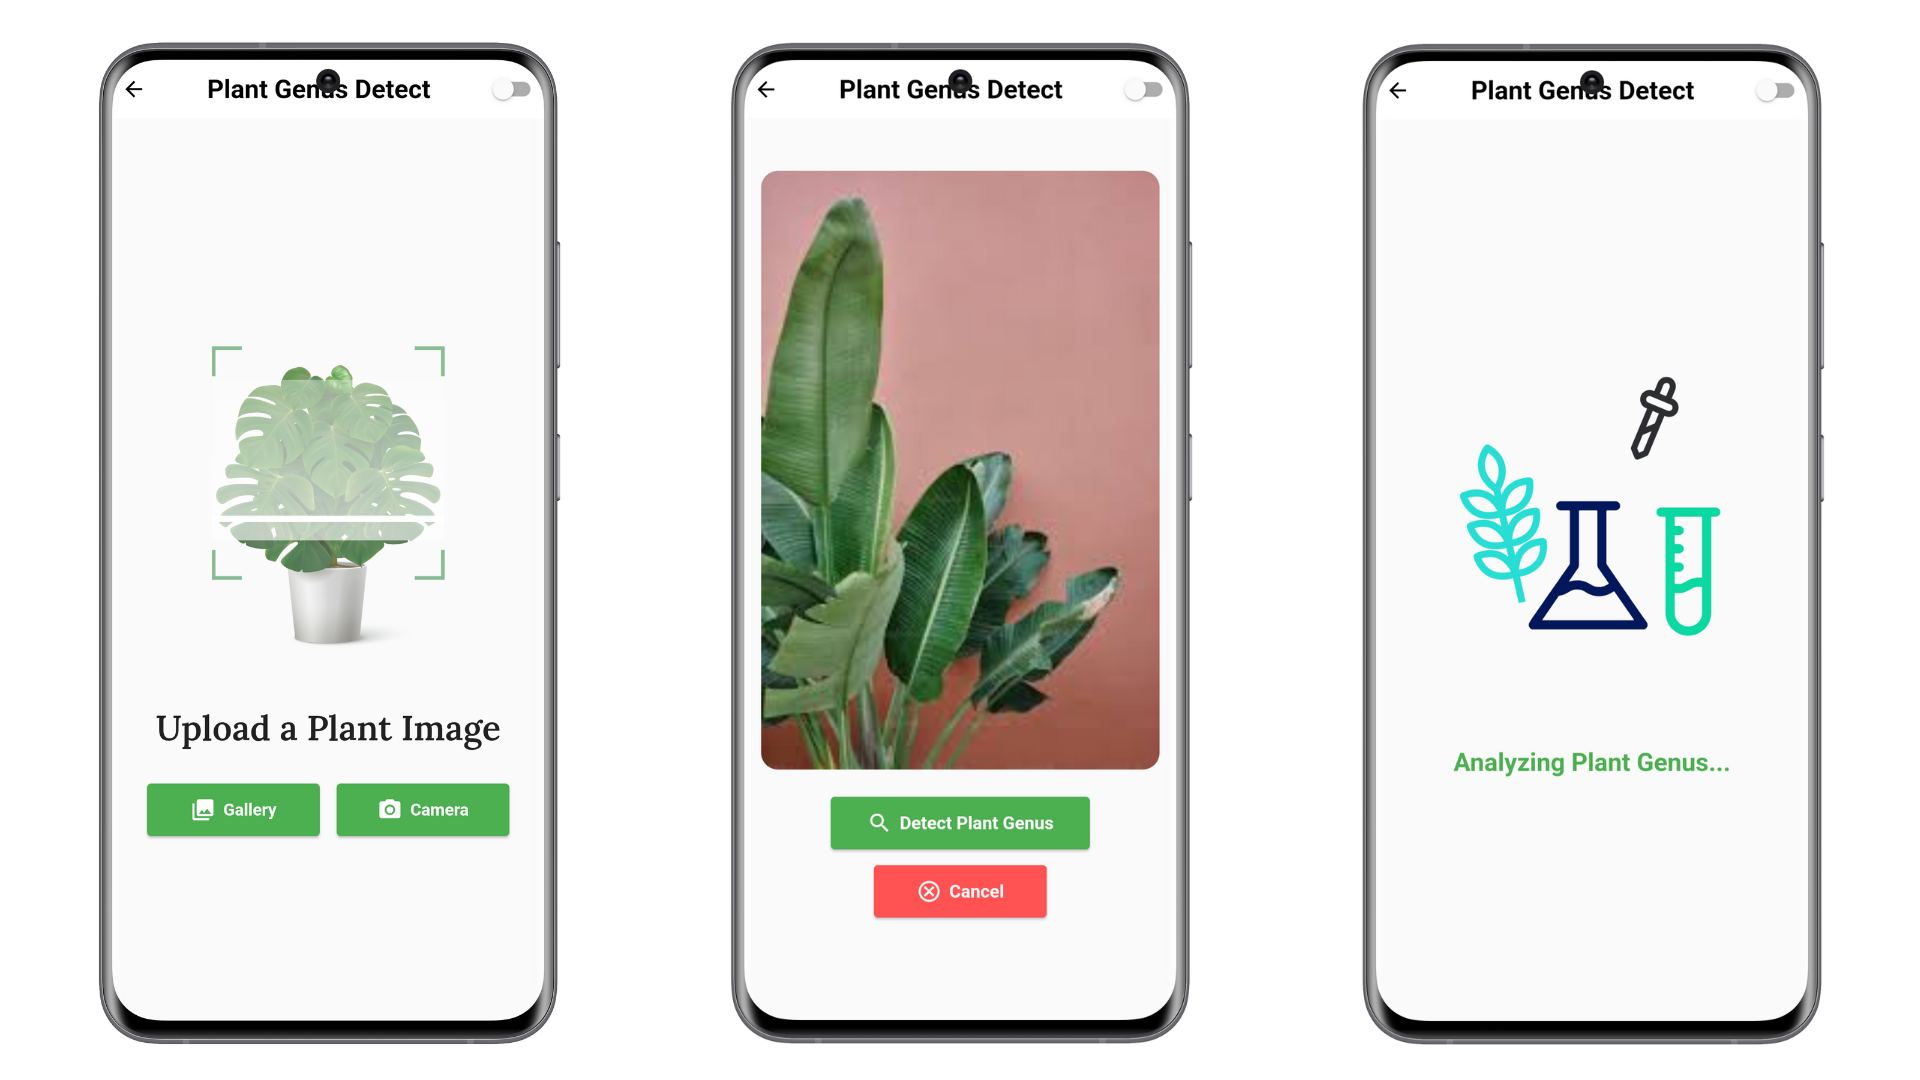 Plant Genus Detect
Upload a Plant Image
Gallery
Camera
Plant Genus Detect
Detect Plant Genus
Cancel
Plant Genus Detect
Analyzing Plant Genus...